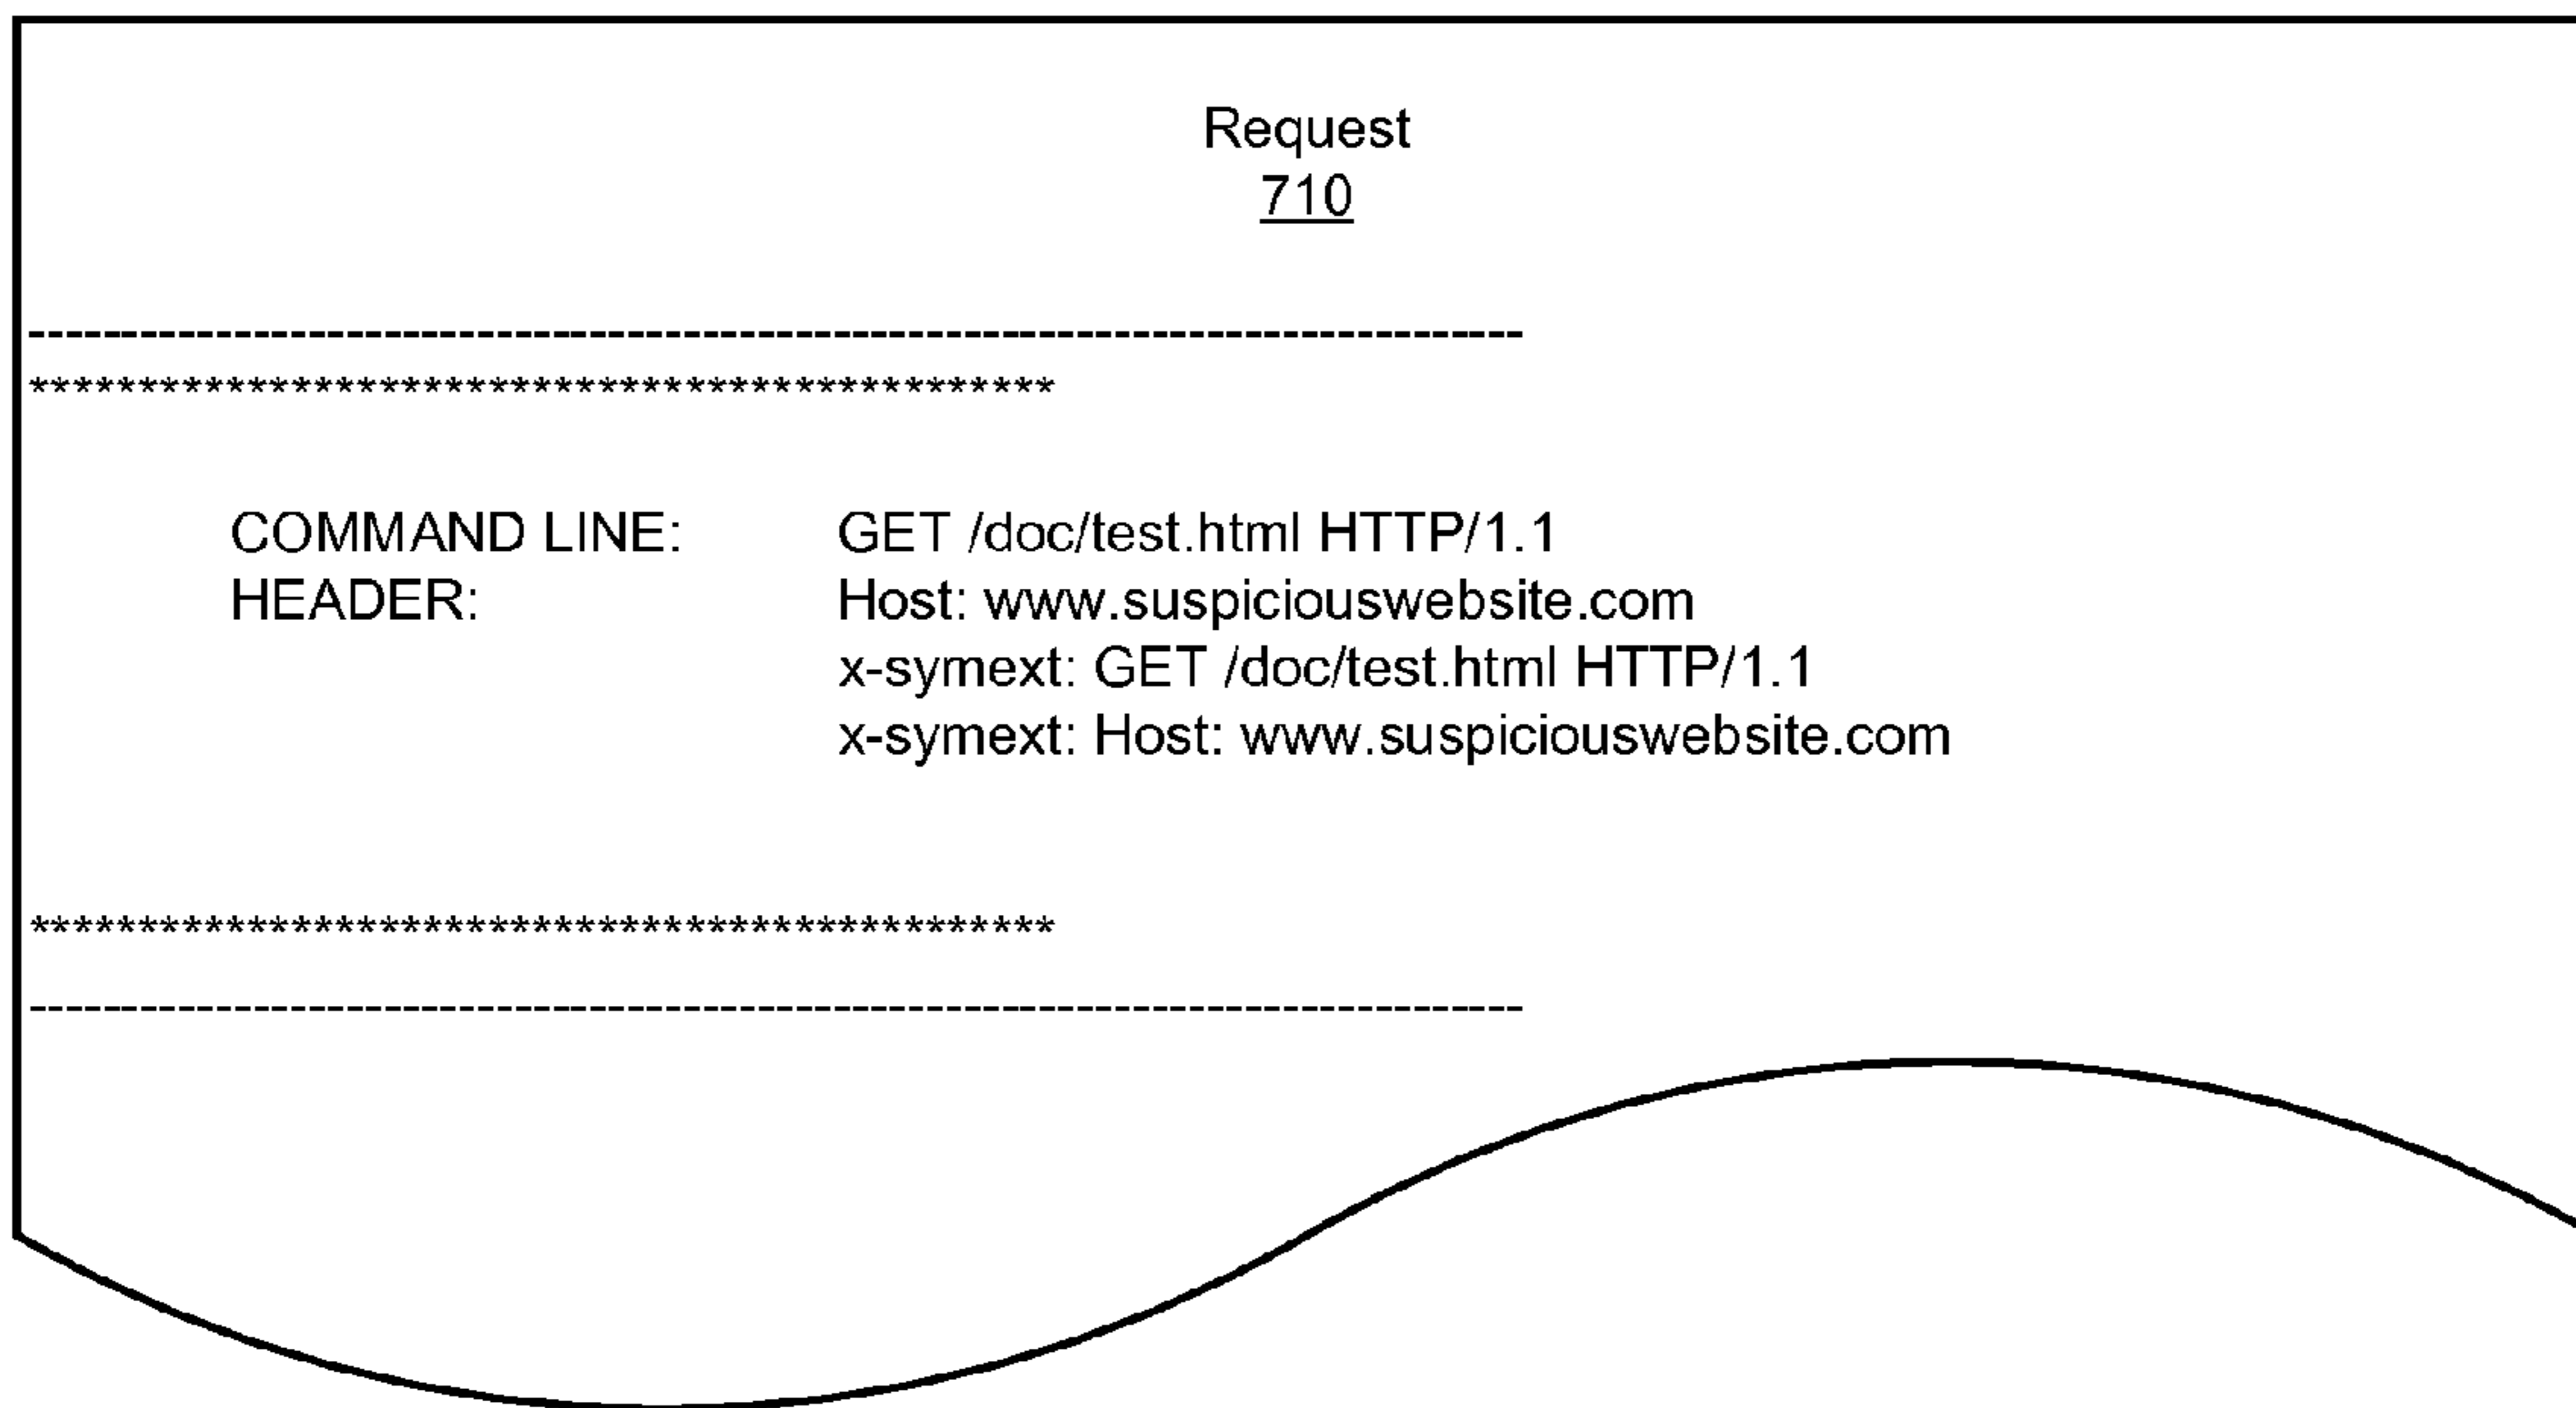 Request
710
--------------------------------------------------------------------------------
***********************************************
COMMAND LINE: GET /doc/test.html HTTP/1.1
HEADER: Host: www.suspiciouswebsite.com
x-symext: GET /doc/test.html HTTP/1.1
x-symext: Host: www.suspiciouswebsite.com
***********************************************
--------------------------------------------------------------------------------